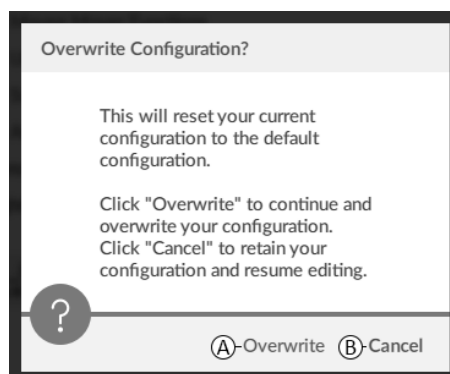 Overwrite Configuration?
This will reset your current
configuration to the default
configuration.
Click "Overwrite" to continue and
overwrite your configuration.
Click "Cancel" to retain your
configuration and resume editing.
?
Ⓐ-Overwrite Ⓑ-Cancel